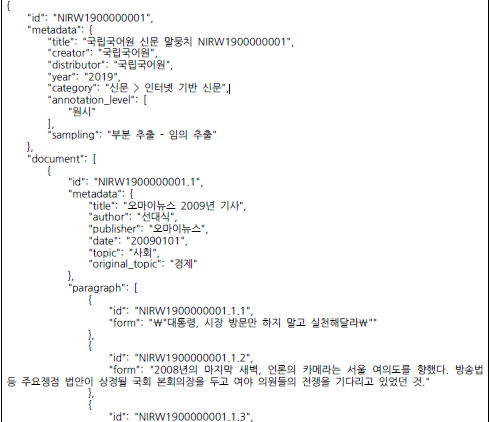 {
"id": "NIRW1900000001",
"metadata": {
"title": "국립국어원 신문 말뭉치 NIRW1900000001",
"creator": "국립국어원",
"distributor": "국립국어원",
"year": "2019",
"category": "신문 > 인터넷 기반 신문",
"annotation_level": [
"원시"
],
"sampling": "부분 추출 - 임의 추출"
},
"document": [
{
"id": "NIRW1900000001.1",
"metadata": {
"title": "오마이뉴스 2009년 기사",
"author": "선대식",
"publisher": "오마이뉴스",
"date": "20090101",
"topic": "사회",
"original_topic": "경제"
},
"paragraph": [
{
"id": "NIRW1900000001.1.1",
"form": "₩"대통령, 시장 방문만 하지 말고 실천해달라₩""
},
{
"id": "NIRW1900000001.1.2",
"form": "2008년의 마지막 새벽, 언론의 카메라는 서울 여의도를 향했다. 방송법
등 주요쟁점 법안이 상정될 국회 본회의장을 두고 여야 의원들의 전쟁을 기다리고 있었던 것."
},
{
"id": "NIRW1900000001.1.3",